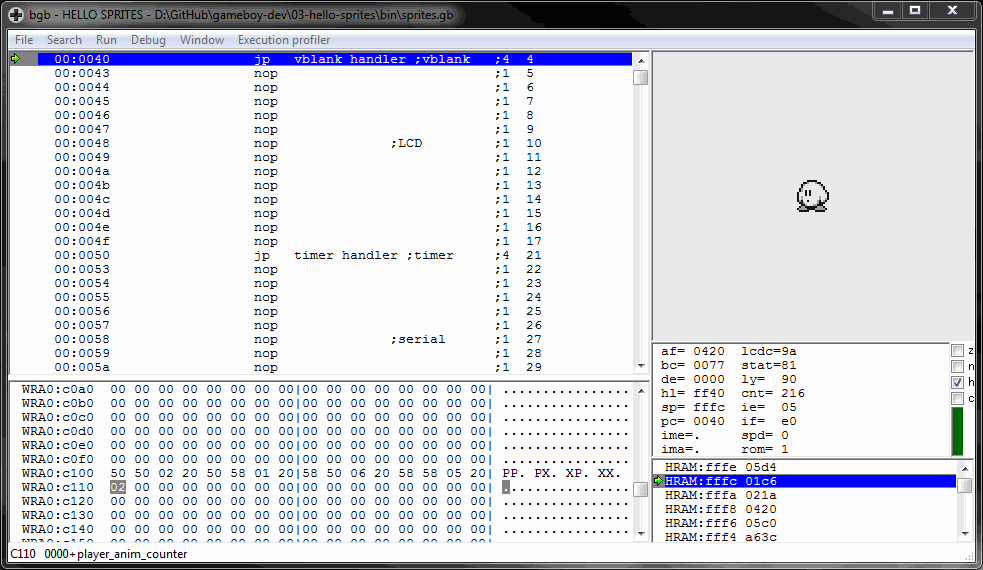 bgb - HELLO SPRITES - D:\GitHub\gameboy-dev\03-hello-sprites\bin\sprites.gb
File Search Run Debug Window Execution profiler
00:0040 jp vblank handler ;vblank ;4 4
00:0043 nop ;1 5
00:0044 nop ;1 6
00:0045 nop ;1 7
00:0046 nop ;1 8
00:0047 nop ;1 9
00:0048 nop ;LCD ;1 10
00:0049 nop ;1 11
00:004a nop ;1 12
00:004b nop ;1 13
00:004c nop ;1 14
00:004d nop ;1 15
00:004e nop ;1 16
00:004f nop ;1 17
00:0050 jp timer handler ;timer ;4 21
00:0053 nop ;1 22
00:0054 nop ;1 23
00:0055 nop ;1 24
00:0056 nop ;1 25
00:0057 nop ;1 26
00:0058 nop ;serial ;1 27
00:0059 nop ;1 28
00:005a nop ;1 29
af= 0420 lcdc=9a
bc= 0077 stat=81
de= 0000 ly= 90
hl= ff40 cnt= 216
sp= fffc ie= 05
pc= 0040 if= e0
ime=. spd= 0
ima=. rom= 1
z
n
h
c
WRA0:c0a0 00 00 00 00 00 00 00 00|00 00 00 00 00 00 00 00| ................
WRA0:c0b0 00 00 00 00 00 00 00 00|00 00 00 00 00 00 00 00| ................
WRA0:c0c0 00 00 00 00 00 00 00 00|00 00 00 00 00 00 00 00| ................
WRA0:c0d0 00 00 00 00 00 00 00 00|00 00 00 00 00 00 00 00| ................
WRA0:c0e0 00 00 00 00 00 00 00 00|00 00 00 00 00 00 00 00| ................
WRA0:c0f0 00 00 00 00 00 00 00 00|00 00 00 00 00 00 00 00| ................
WRA0:c100 50 50 02 20 50 58 01 20|58 50 06 20 58 58 05 20| PP. PX. XP. XX.
WRA0:c110 02 00 00 00 00 00 00 00|00 00 00 00 00 00 00 00| ................
WRA0:c120 00 00 00 00 00 00 00 00|00 00 00 00 00 00 00 00| ................
WRA0:c130 00 00 00 00 00 00 00 00|00 00 00 00 00 00 00 00| ................
WRA0:c140 00 00 00 00 00 00 00 00|00 00 00 00 00 00 00 00| ................
HRAM:fffe 05d4
HRAM:fffc 01c6
HRAM:fffa 021a
HRAM:fff8 0420
HRAM:fff6 05c0
HRAM:fff4 a63c
C110 0000+player_anim_counter